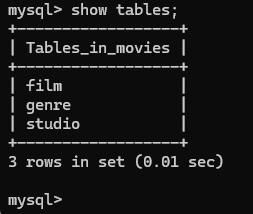 mysql> show tables;
+------------------+
| Tables_in_movies |
+------------------+
| film             |
| genre            |
| studio           |
+------------------+
3 rows in set (0.01 sec)
mysql>